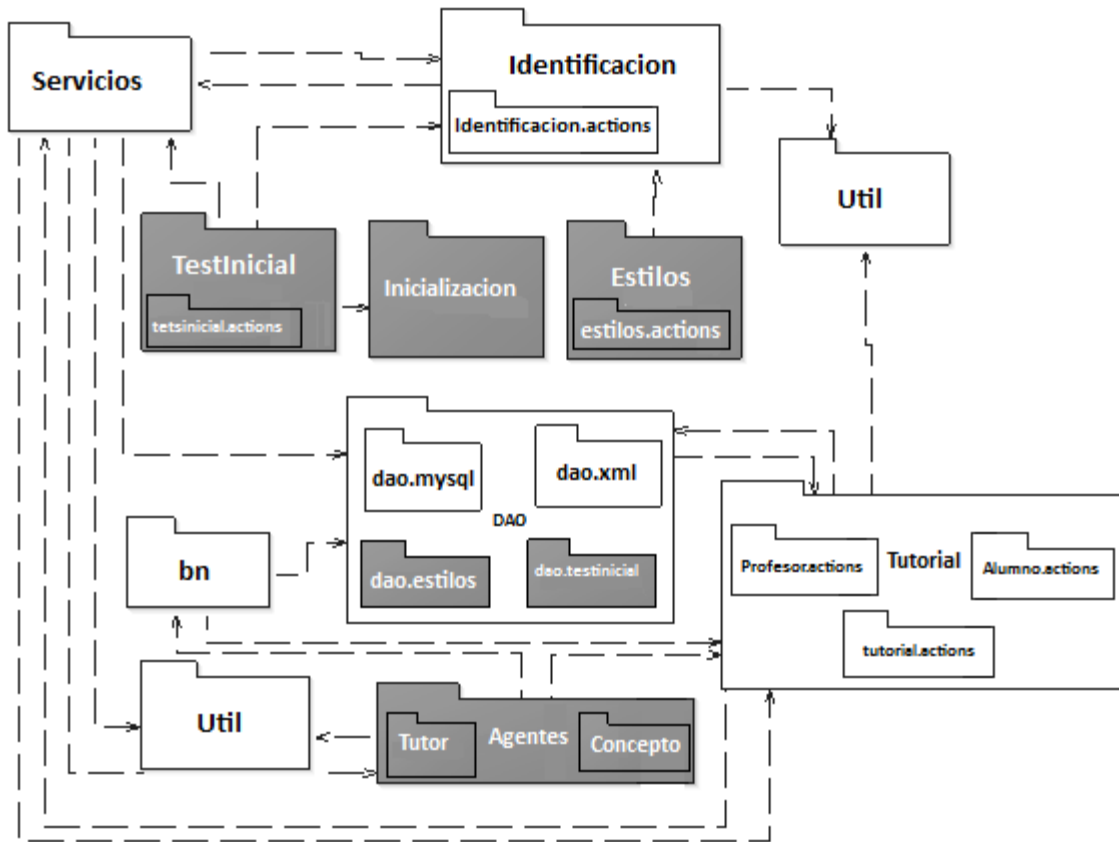 Servicios
Identificacion
Identificacion.actions
Util
TestInicial
tetsinicial.actions
Inicializacion
Estilos
estilos.actions
dao.mysql
dao.xml
DAO
dao.estilos
dao.testinicial
bn
Profesor.actions
Tutorial
Alumno.actions
tutorial.actions
Util
Tutor
Agentes
Concepto